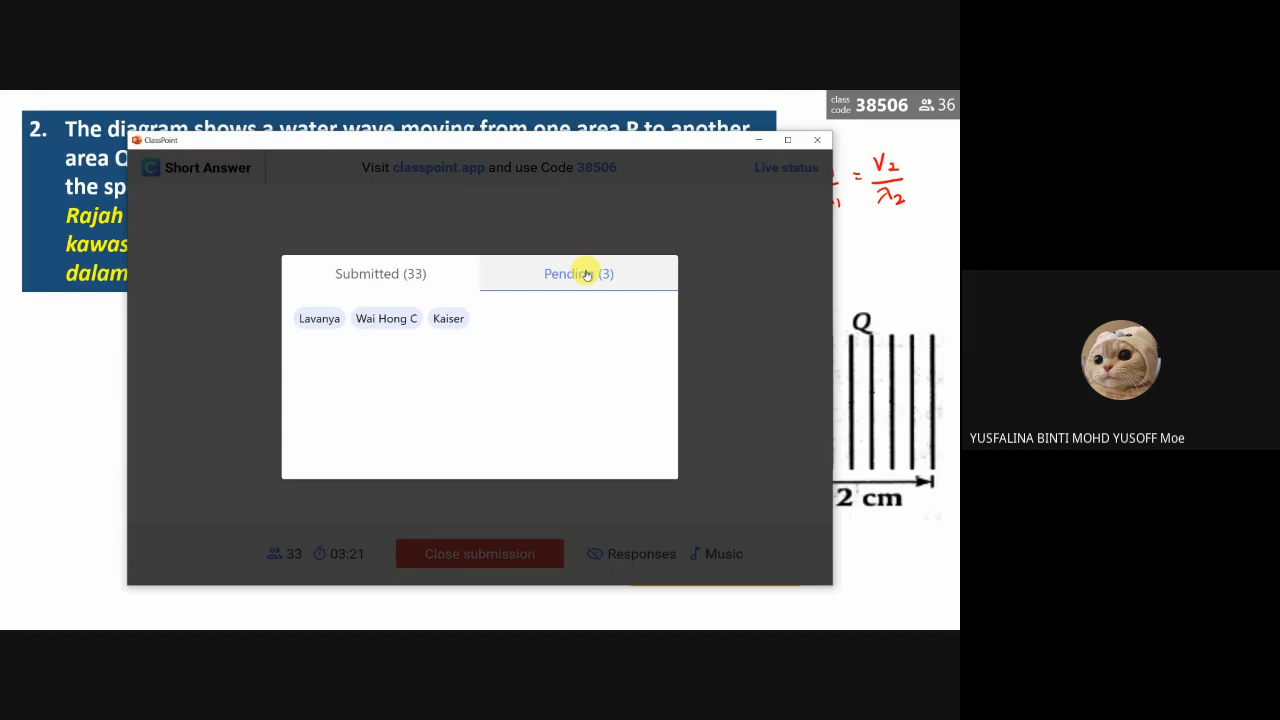 class code 38506 36
2. The diagram shows a water wave moving from one area P to another
ClassPoint
area
Short Answer
Visit classpoint.app and use Code 38506
Live status
the sp
= V2
λ2
Rajah
kawas
dalam
Submitted (33)
Pending (3)
Lavanya
Wai Hong C
Kaiser
Q
2 cm
33
03:21
Close submission
Responses
Music
YUSFALINA BINTI MOHD YUSOFF Moe